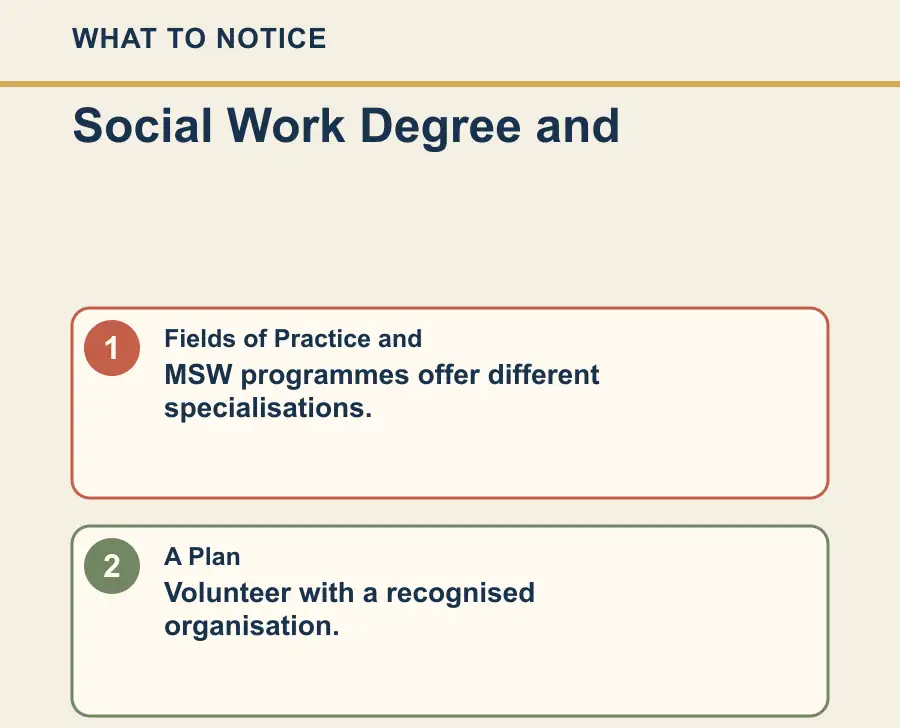 WHAT TO NOTICE
Social Work Degree and
1
Fields of Practice and
MSW programmes offer different
specialisations.
2
A Plan
Volunteer with a recognised
organisation.